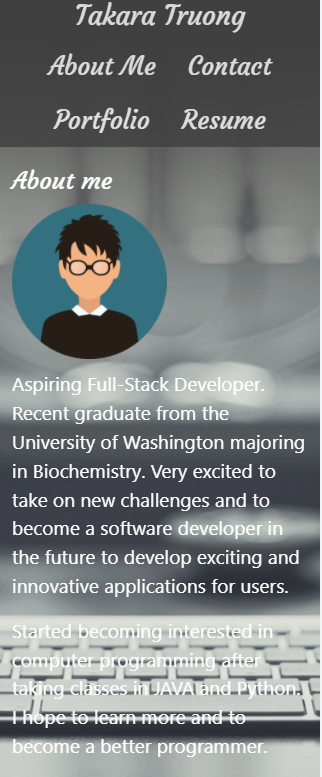 Takara Truong
About Me Contact
Portfolio Resume
About me
Aspiring Full-Stack Developer.
Recent graduate from the
University of Washington majoring
in Biochemistry. Very excited to
take on new challenges and to
become a software developer in
the future to develop exciting and
innovative applications for users.
Started becoming interested in
computer programming after
taking classes in JAVA and Python.
I hope to learn more and to
become a better programmer.